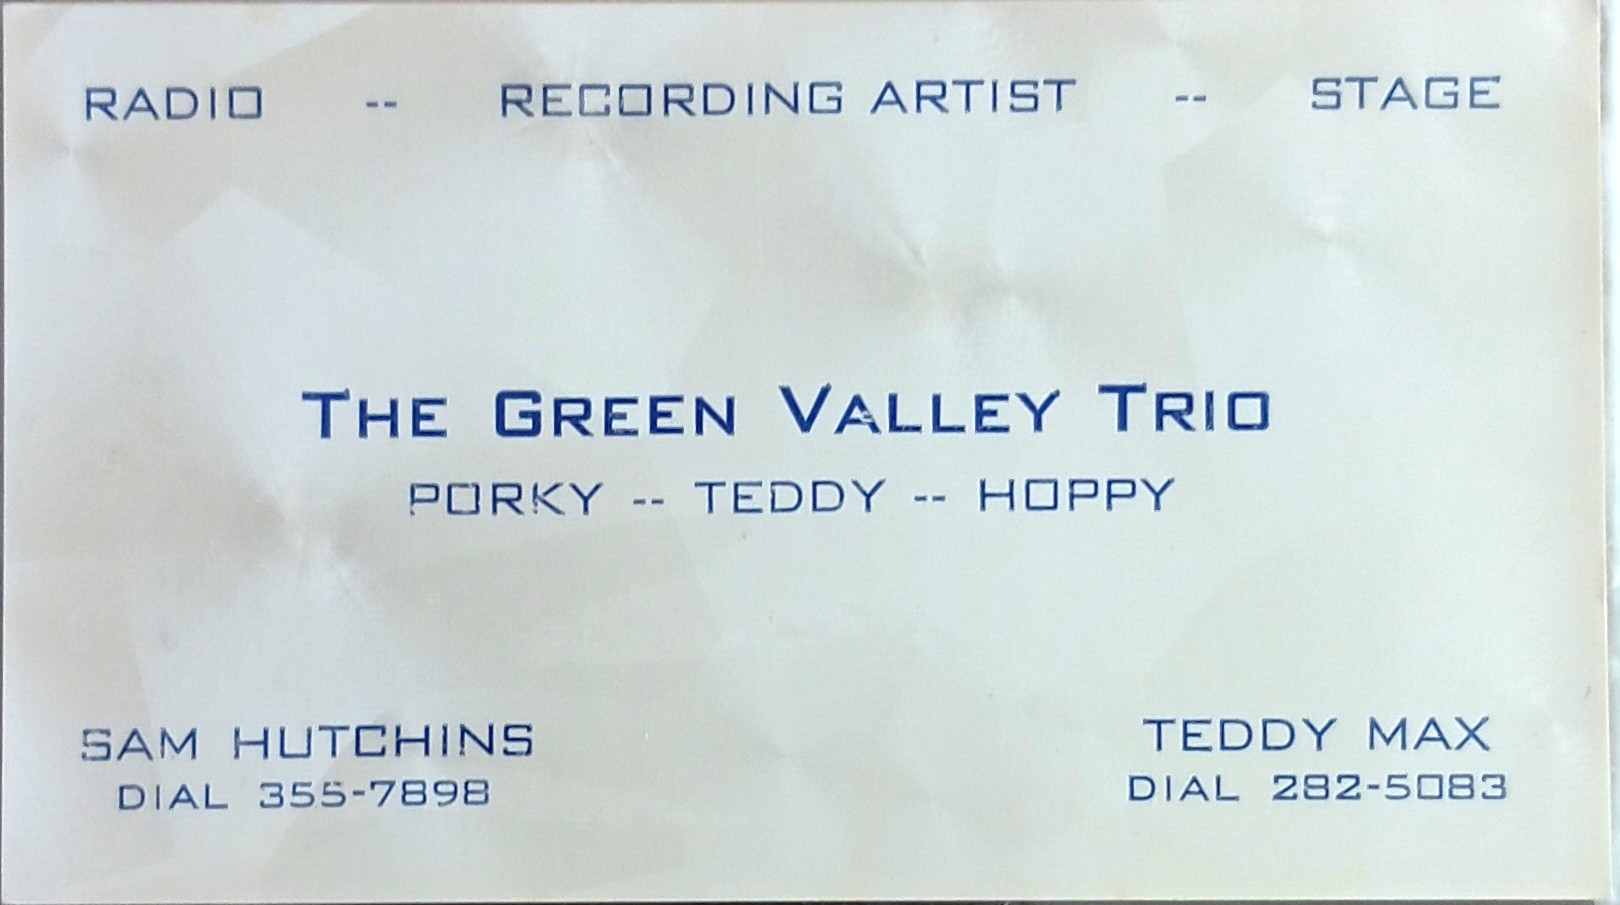 RADIO -- RECORDING ARTIST -- STAGE
THE GREEN VALLEY TRIO
PORKY -- TEDDY -- HOPPY
SAM HUTCHINS
DIAL 355-7898
TEDDY MAX
DIAL 282-5083